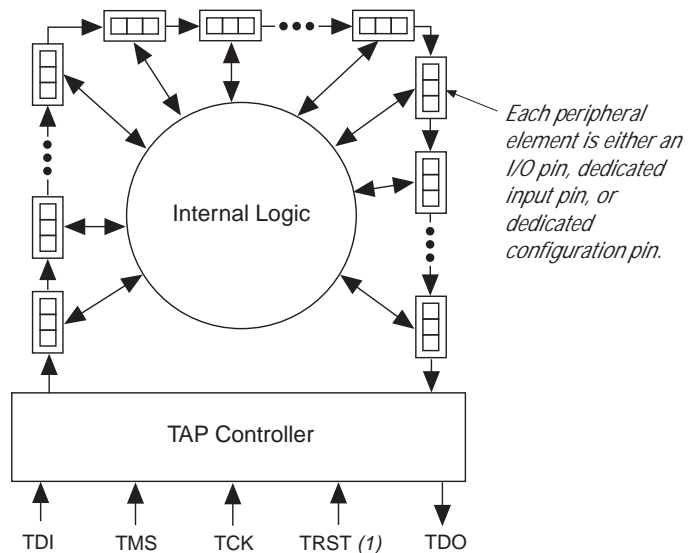 Each peripheral
element is either an
I/O pin, dedicated
input pin, or
dedicated
configuration pin.
Internal Logic
TAP Controller
TDI TMS TCK TRST (1) TDO